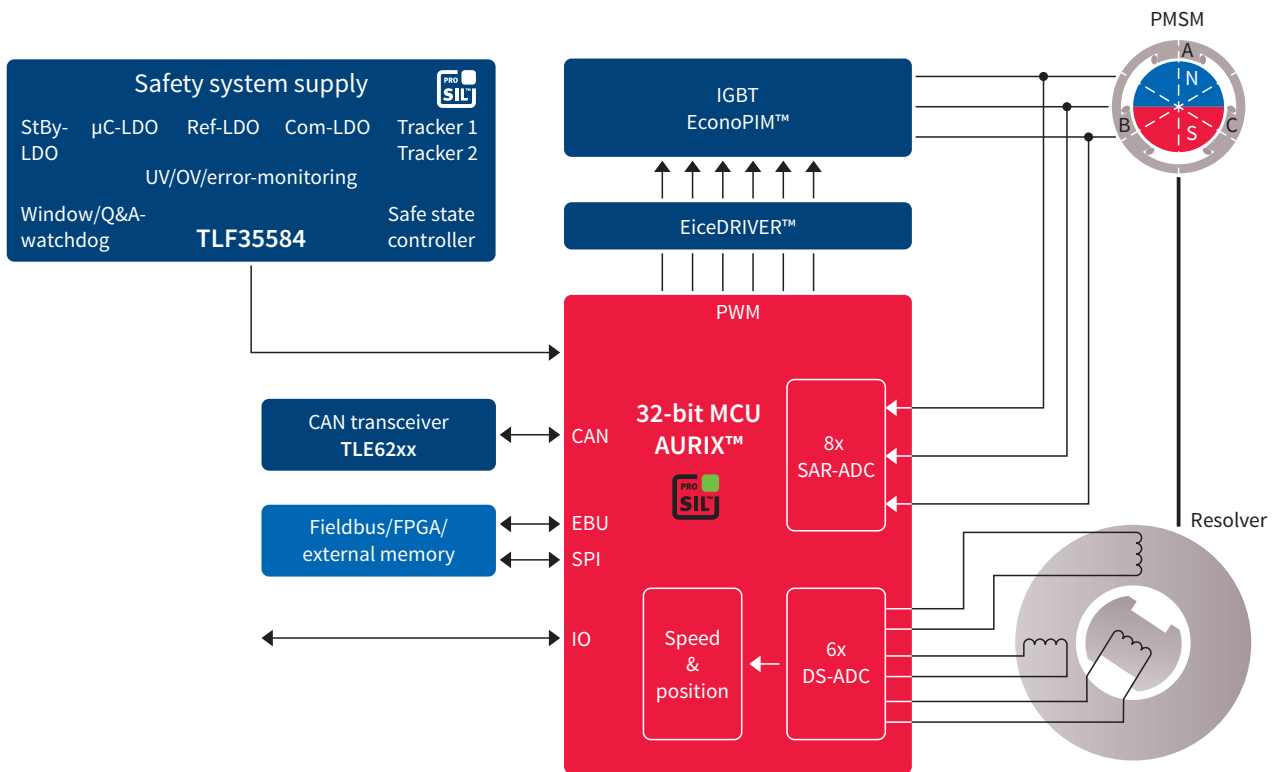 PMSM
A
N
B
C
S
Safety system supply
PRO
SIL™
StBy-
LDO
µC-LDO
Ref-LDO
Com-LDO
Tracker 1
Tracker 2
UV/OV/error-monitoring
Window/Q&A-
watchdog
TLF35584
Safe state
controller
IGBT
EconoPIM™
EiceDRIVER™
PWM
32-bit MCU
AURIX™
PRO
SIL™
8x
SAR-ADC
CAN transceiver
TLE62xx
CAN
Fieldbus/FPGA/
external memory
EBU
SPI
IO
Speed
&
position
6x
DS-ADC
Resolver